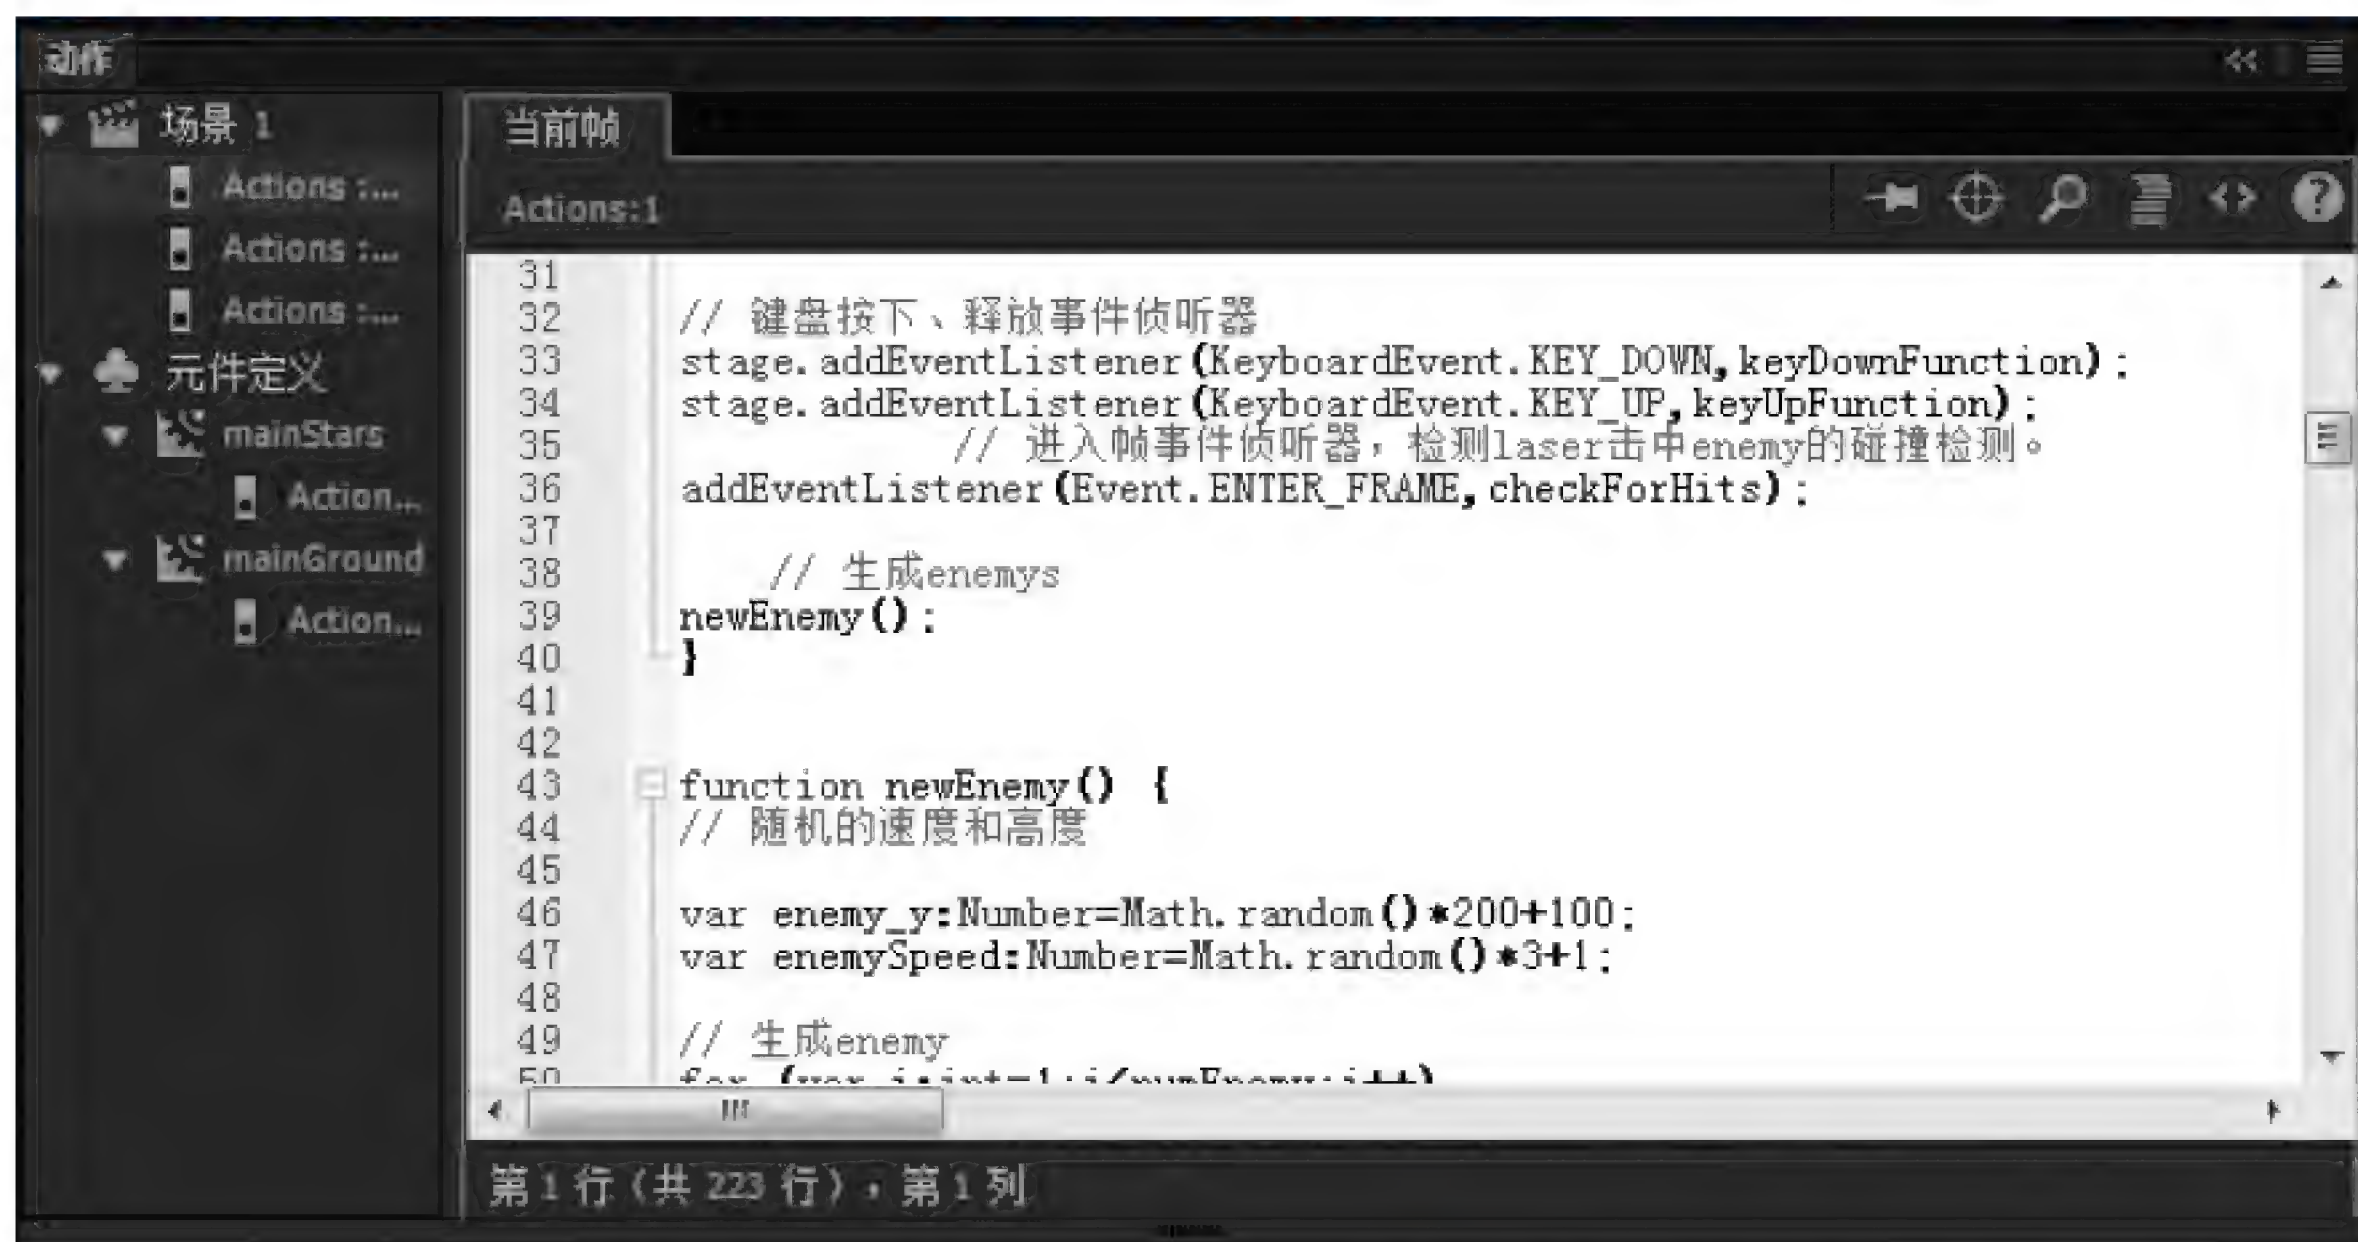 动作
场景 1
Actions :...
Actions :...
Actions :...
元件定义
mainStars
Action...
mainGround
Action...
当前帧
Actions:1
31
32 // 键盘按下、释放事件侦听器
33 stage.addEventListener(KeyboardEvent.KEY_DOWN,keyDownFunction);
34 stage.addEventListener(KeyboardEvent.KEY_UP,keyUpFunction);
35 // 进入帧事件侦听器，检测laser击中enemy的碰撞检测。
36 addEventListener(Event.ENTER_FRAME,checkForHits);
37
38 // 生成enemys
39 newEnemy();
40 }
41
42
43 function newEnemy() {
44 // 随机的速度和高度
45
46 var enemy_y:Number=Math.random()*200+100;
47 var enemySpeed:Number=Math.random()*3+1;
48
49 // 生成enemy
50 for (var i:int=1;i<numEnemy;i++)
第 1 行（共 223 行），第 1 列